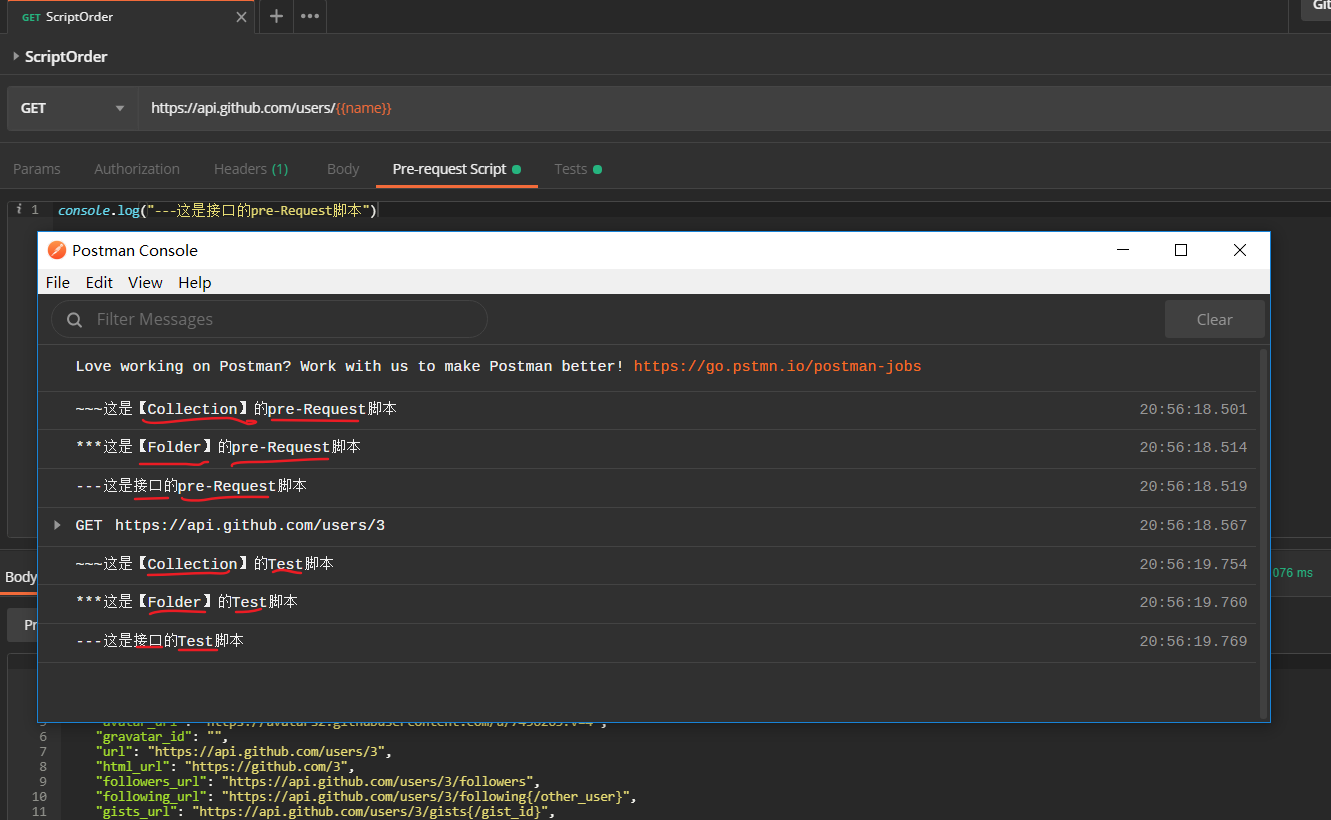 GET ScriptOrder
Git
ScriptOrder
GET https://api.github.com/users/{{name}}
Params Authorization Headers (1) Body Pre-request Script Tests
i 1 console.log("---这是接口的pre-Request脚本")
Postman Console
File Edit View Help
Filter Messages Clear
Love working on Postman? Work with us to make Postman better! https://go.pstmn.io/postman-jobs
~~~这是【Collection】的pre-Request脚本 20:56:18.501
***这是【Folder】的pre-Request脚本 20:56:18.514
---这是接口的pre-Request脚本 20:56:18.519
GET https://api.github.com/users/3 20:56:18.567
~~~这是【Collection】的Test脚本 20:56:19.754
Body 076 ms
***这是【Folder】的Test脚本 20:56:19.760
Pr
---这是接口的Test脚本 20:56:19.769
6 "gravatar_id": "",
7 "url": "https://api.github.com/users/3",
8 "html_url": "https://github.com/3",
9 "followers_url": "https://api.github.com/users/3/followers",
10 "following_url": "https://api.github.com/users/3/following{/other_user}",
11 "gists_url": "https://api.github.com/users/3/gists{/gist_id}",